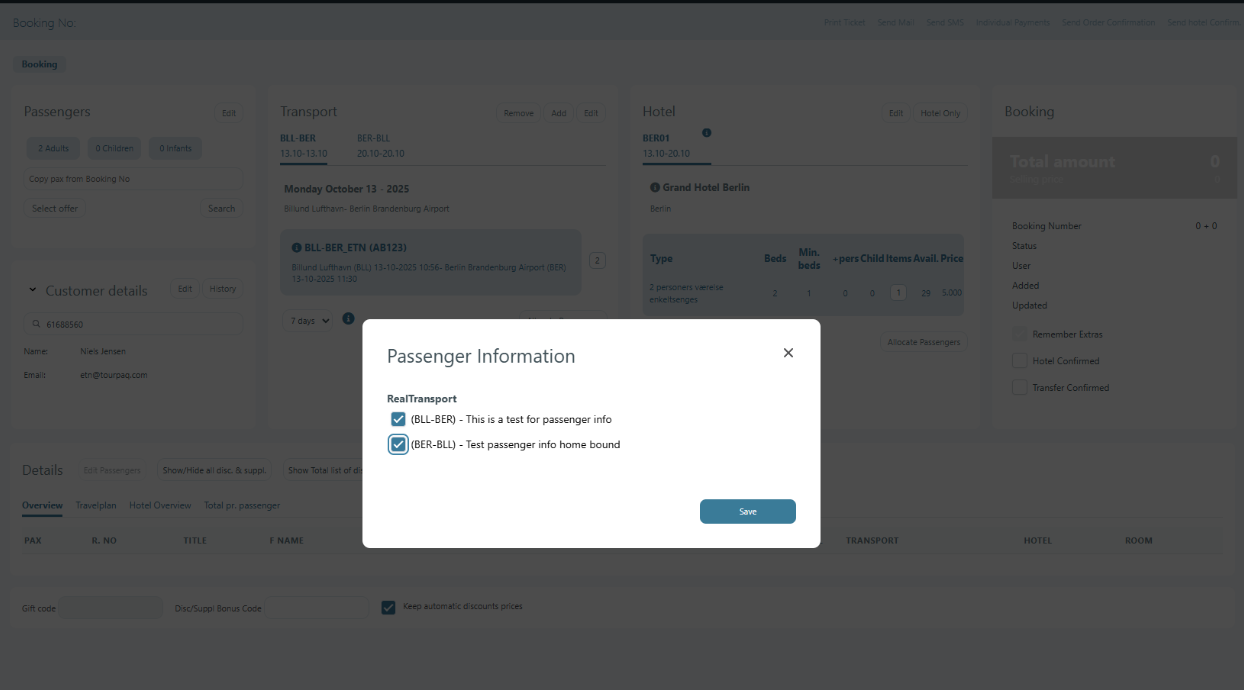 Booking No:
Print Ticket Send Mail Send SMS Individual Payments Send Order Confirmation Send Hotel Confirm
Booking
Passengers
Edit
2 Adults 0 Children 0 Infants
Copy pax from Booking No
Select offer Search
Customer details
Edit History
61688560
Name: Niels Jensen
Email: etn@tourpaq.com
Transport
Remove Add Edit
BLL-BER BER-BLL
13.10-13.10 20.10-20.10
Monday October 13 - 2025
Billund Lufthavn- Berlin Brandenburg Airport
BLL-BER_ETN (AB123)
Billund Lufthavn (BLL) 13-10-2025 10:56- Berlin Brandenburg Airport (BER)
13-10-2025 11:30
2
7 days
Hotel
Edit Hotel Only
BER01
13.10-20.10
Grand Hotel Berlin
Berlin
Type Beds Min. beds +pers Child Items Avail. Price
2 personers værelse
enkeltsenges 2 1 0 0 1 29 5,000
Allocate Passengers
Booking
Total amount 0
0
Booking Number 0 + 0
Status
User
Added
Updated
Remember Extras
Hotel Confirmed
Transfer Confirmed
Passenger Information
RealTransport
(BLL-BER) - This is a test for passenger info
(BER-BLL) - Test passenger info home bound
Save
Details Edit Passengers Show/Hide all disc. & suppl. Show Total list of
Overview Travelplan Hotel Overview Total pr. passenger
PAX R. NO TITLE F NAME TRANSPORT HOTEL ROOM
Gift code Disc/Suppl Bonus Code Keep automatic discounts prices